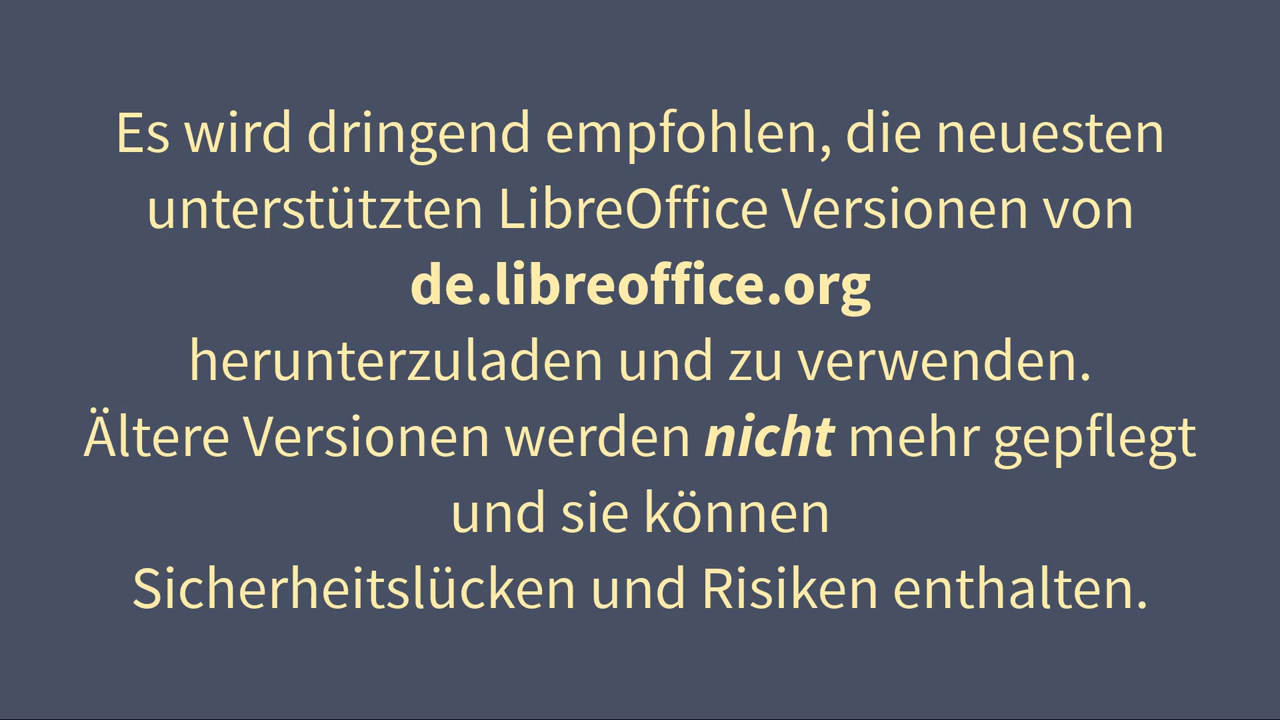 Es wird dringend empfohlen, die neuesten
unterstützten LibreOffice Versionen von
de.libreoffice.org
herunterzuladen und zu verwenden.
Ältere Versionen werden nicht mehr gepflegt
und sie können
Sicherheitslücken und Risiken enthalten.